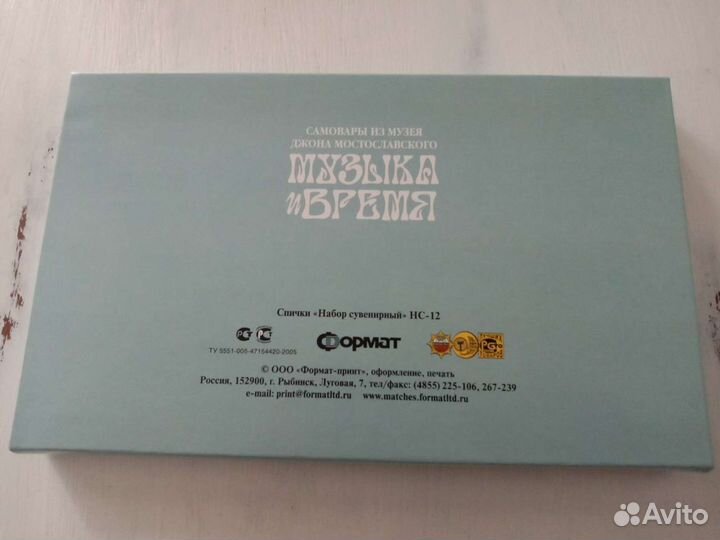 САМОВАРЫ ИЗ МУЗЕЯ
ДЖОНА МОСТОСЛАВСКОГО
МУЗЫКА
И ВРЕМЯ
Спички «Набор сувенирный» НС-12
Формат
ТУ 5551-005-47154420-2005
© ООО «Формат-принт», оформление, печать
Россия, 152900, г. Рыбинск, Луговая, 7, тел/факс: (4855) 225-106, 267-239
e-mail: print@formatltd.ru www.matches.formatltd.ru
Avito